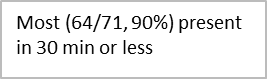 Most (64/71, 90%) present
in 30 min or less